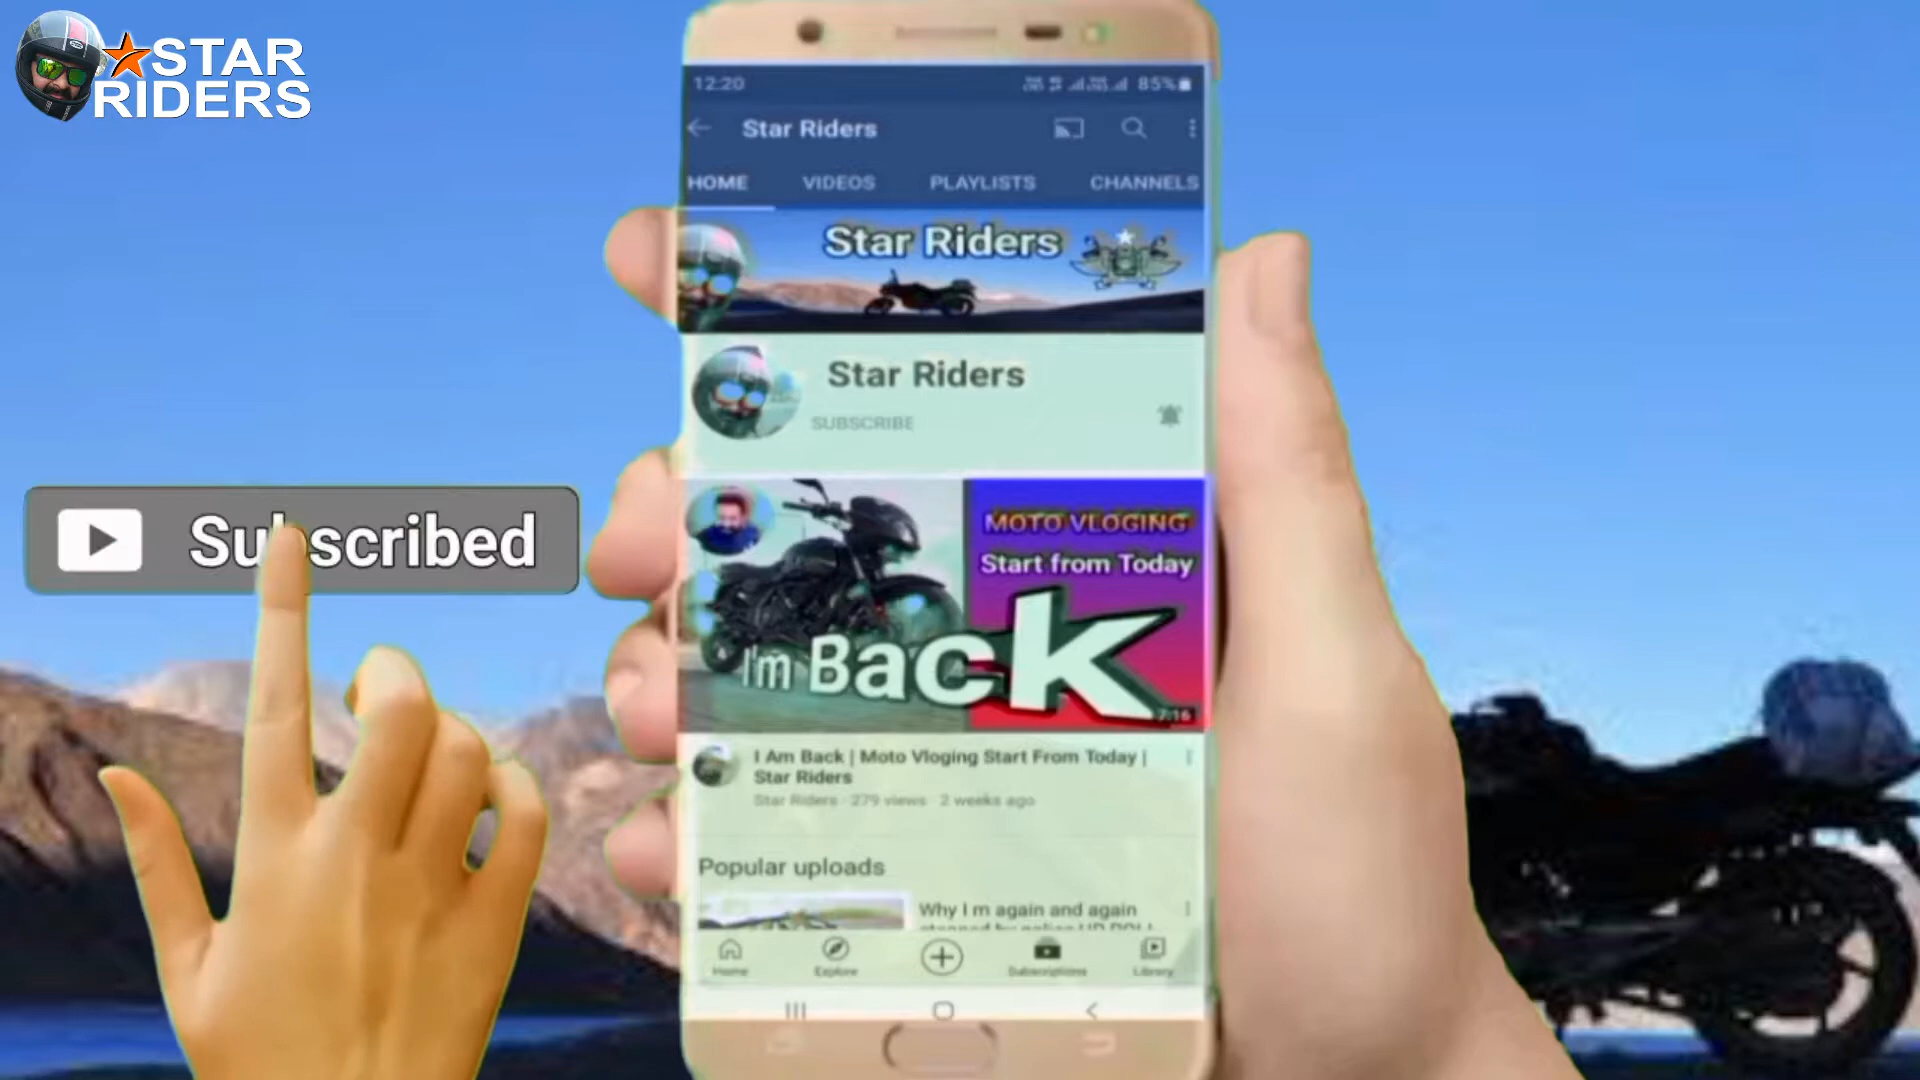 STAR
RIDERS
12:20
85%
Star Riders
HOME
VIDEOS
PLAYLISTS
CHANNELS
Star Riders
Star Riders
SUBSCRIBE
Subscribed
MOTO VLOGING
Start from Today
I'm Back
7:16
I Am Back | Moto Vloging Start From Today |
Star Riders
Star Riders · 279 views · 2 weeks ago
Popular uploads
Why I m again and again
Home
Explore
Subscriptions
Library